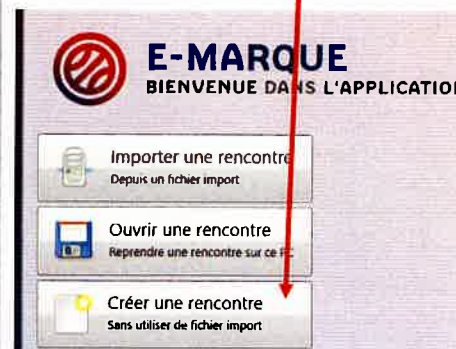 E-MARQUE
BIENVENUE DANS L'APPLICATION
Importer une rencontre
Depuis un fichier import
Ouvrir une rencontre
Reprendre une rencontre sur ce PC
Créer une rencontre
Sans utiliser de fichier import